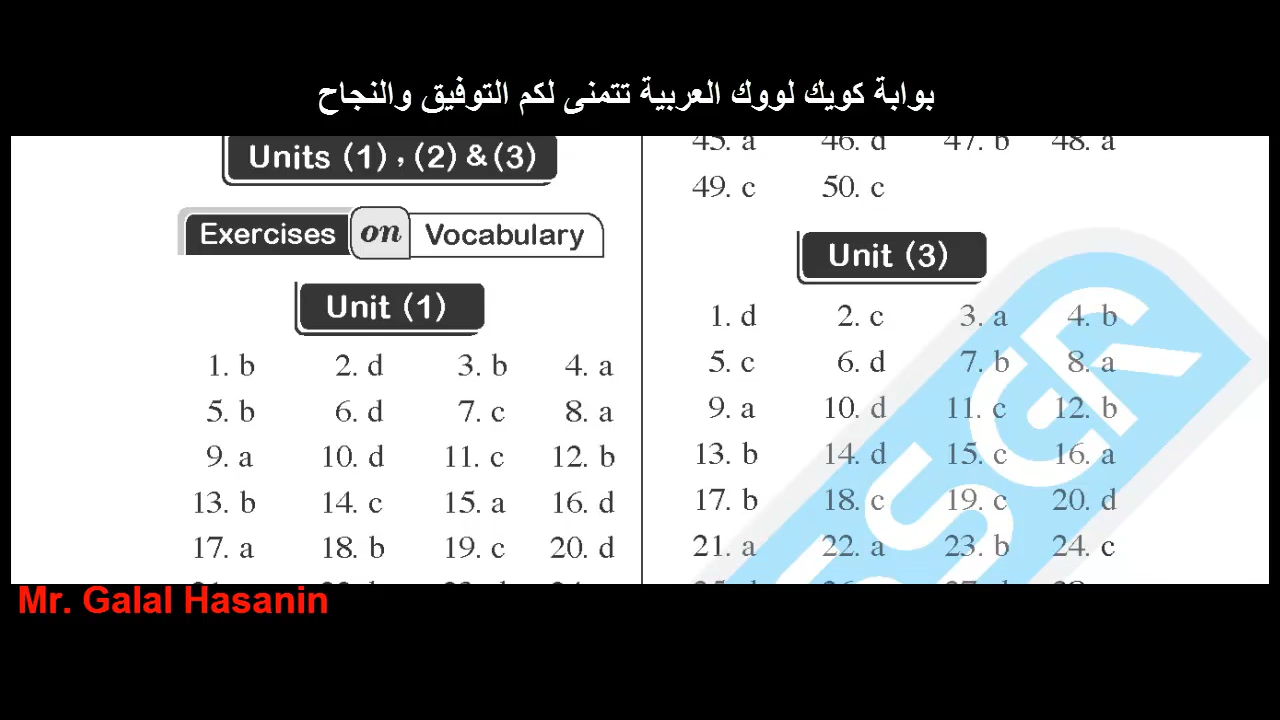 بوابة كويك لووك العربية تتمنى لكم التوفيق والنجاح
Units (1) , (2) & (3)
Exercises on Vocabulary
Unit (1)
1. b 2. d 3. b 4. a
5. b 6. d 7. c 8. a
9. a 10. d 11. c 12. b
13. b 14. c 15. a 16. d
17. a 18. b 19. c 20. d
45. a 46. d 47. b 48. a
49. c 50. c
Unit (3)
1. d 2. c 3. a 4. b
5. c 6. d 7. b 8. a
9. a 10. d 11. c 12. b
13. b 14. d 15. c 16. a
17. b 18. c 19. c 20. d
21. a 22. a 23. b 24. c
Mr. Galal Hasanin